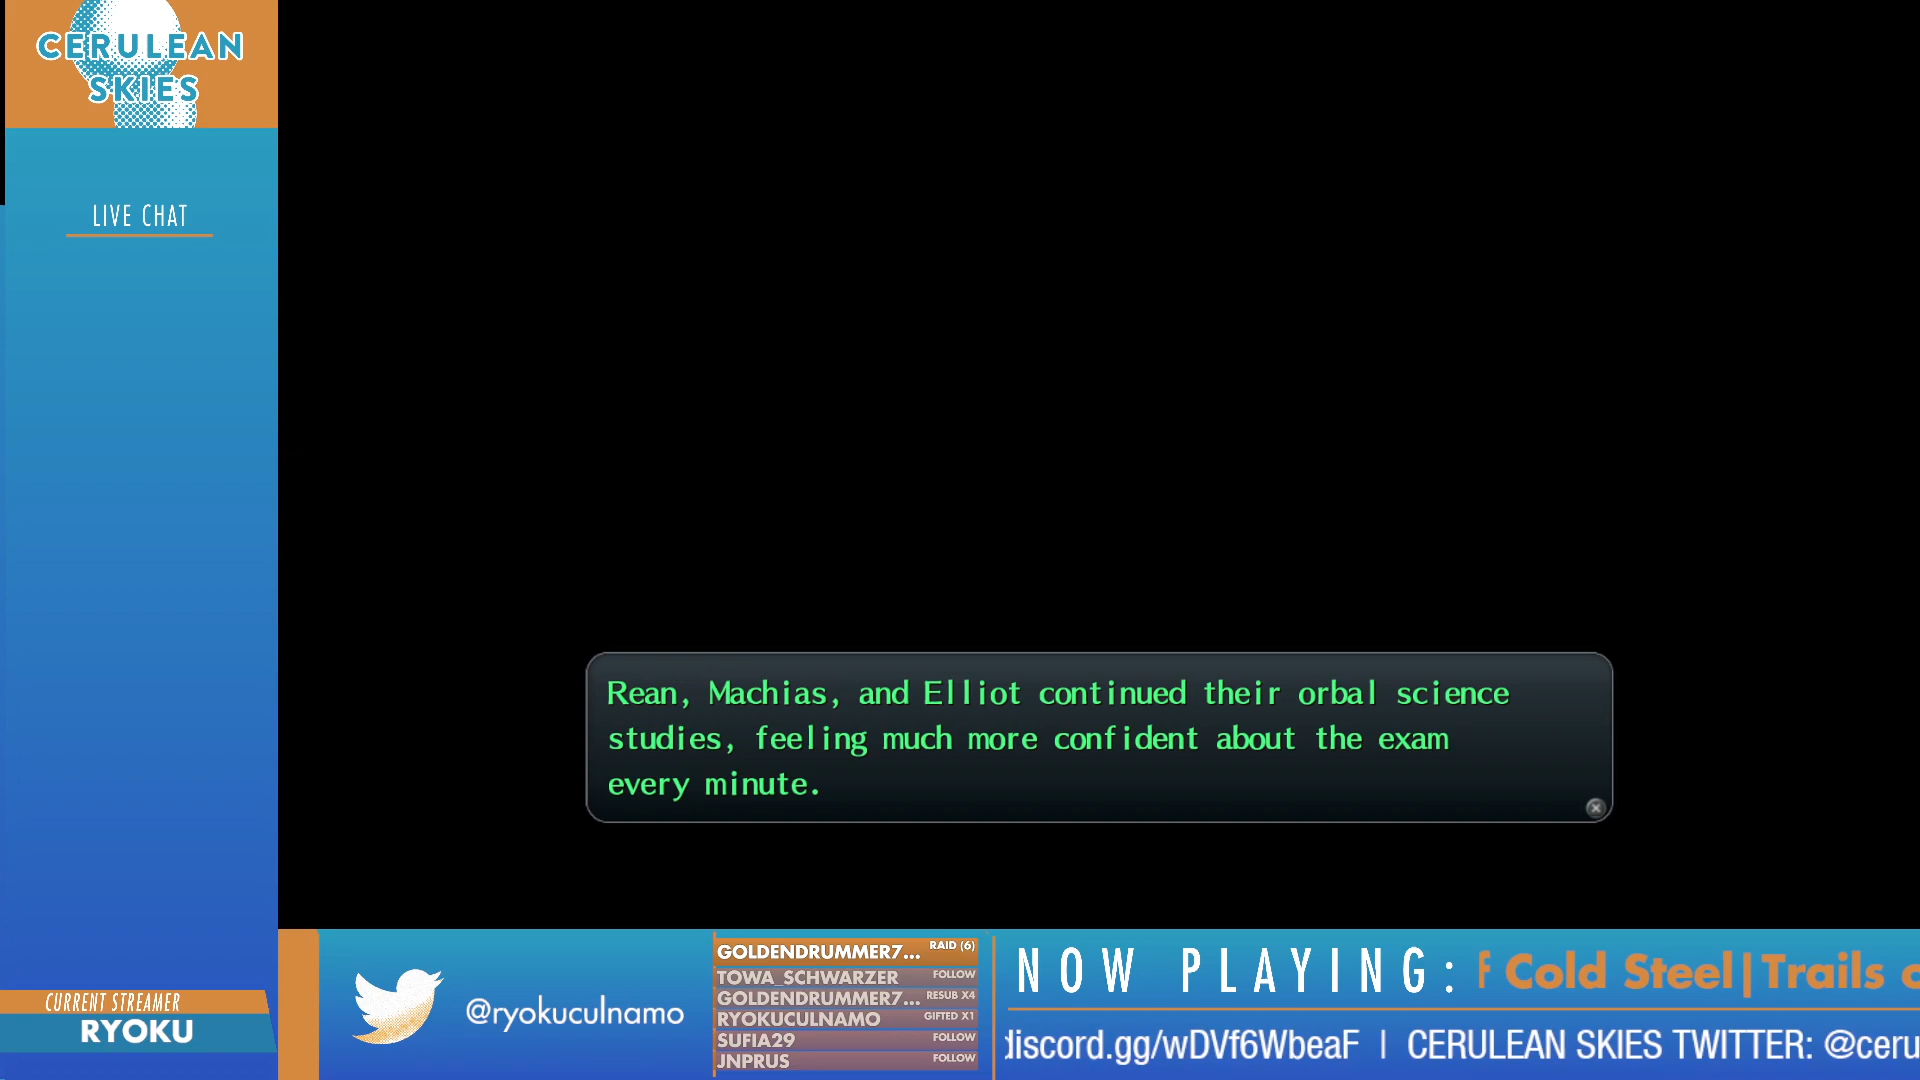 CERULEAN
SKIES
LIVE CHAT
Rean, Machias, and Elliot continued their orbal science
studies, feeling much more confident about the exam
every minute.
CURRENT STREAMER
RYOKU
@ryokuculnamo
GOLDENDRUMMER7... RAID (6)
TOWA_SCHWARZER FOLLOW
GOLDENDRUMMER7... RESUB X4
RYOKUCULNAMO GIFTED X1
SUFIA29 FOLLOW
JNPRUS FOLLOW
NOW PLAYING: f Cold Steel|Trails o
discord.gg/wDVf6WbeaF | CERULEAN SKIES TWITTER: @ceru